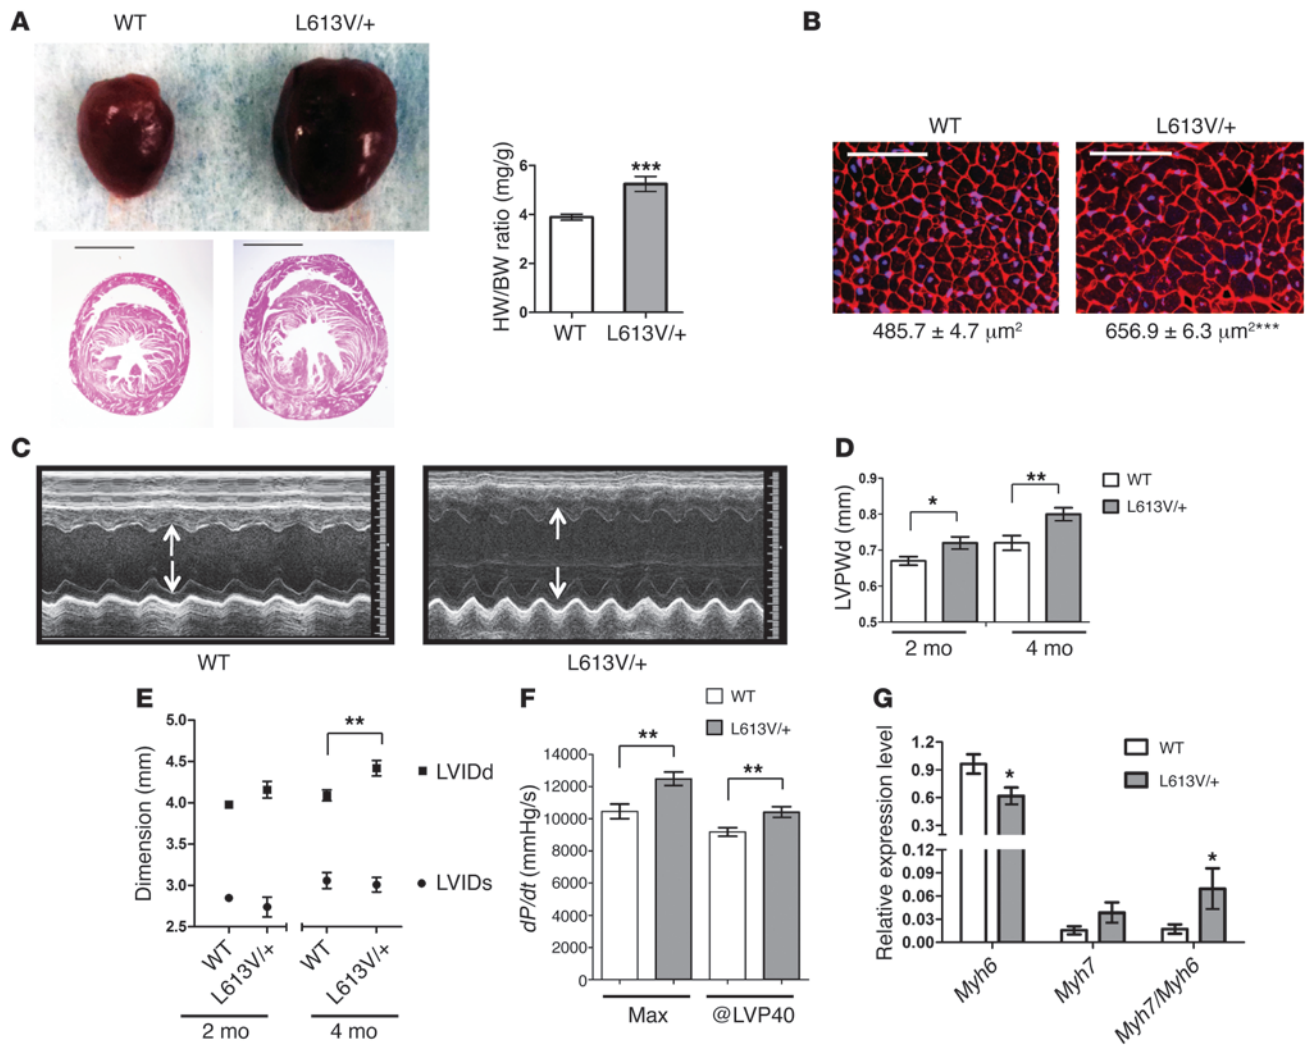 A
WT
L613V/+
HW/BW ratio (mg/g)
6
4
2
0
***
WT
L613V/+
B
WT
L613V/+
485.7 ± 4.7 µm²
656.9 ± 6.3 µm²***
C
WT
L613V/+
D
LVPWd (mm)
0.9
0.8
0.7
0.6
0.5
*
**
WT
L613V/+
2 mo
4 mo
E
Dimension (mm)
5.0
4.5
4.0
3.5
3.0
2.5
**
LVIDd
LVIDs
WT
L613V/+
WT
L613V/+
2 mo
4 mo
F
WT
L613V/+
dP/dt (mmHg/s)
14000
12000
10000
8000
6000
4000
2000
0
**
**
Max
@LVP40
G
Relative expression level
1.2
0.9
0.6
0.3
0.12
0.09
0.06
0.03
0.00
*
*
WT
L613V/+
Myh6
Myh7
Myh7/Myh6